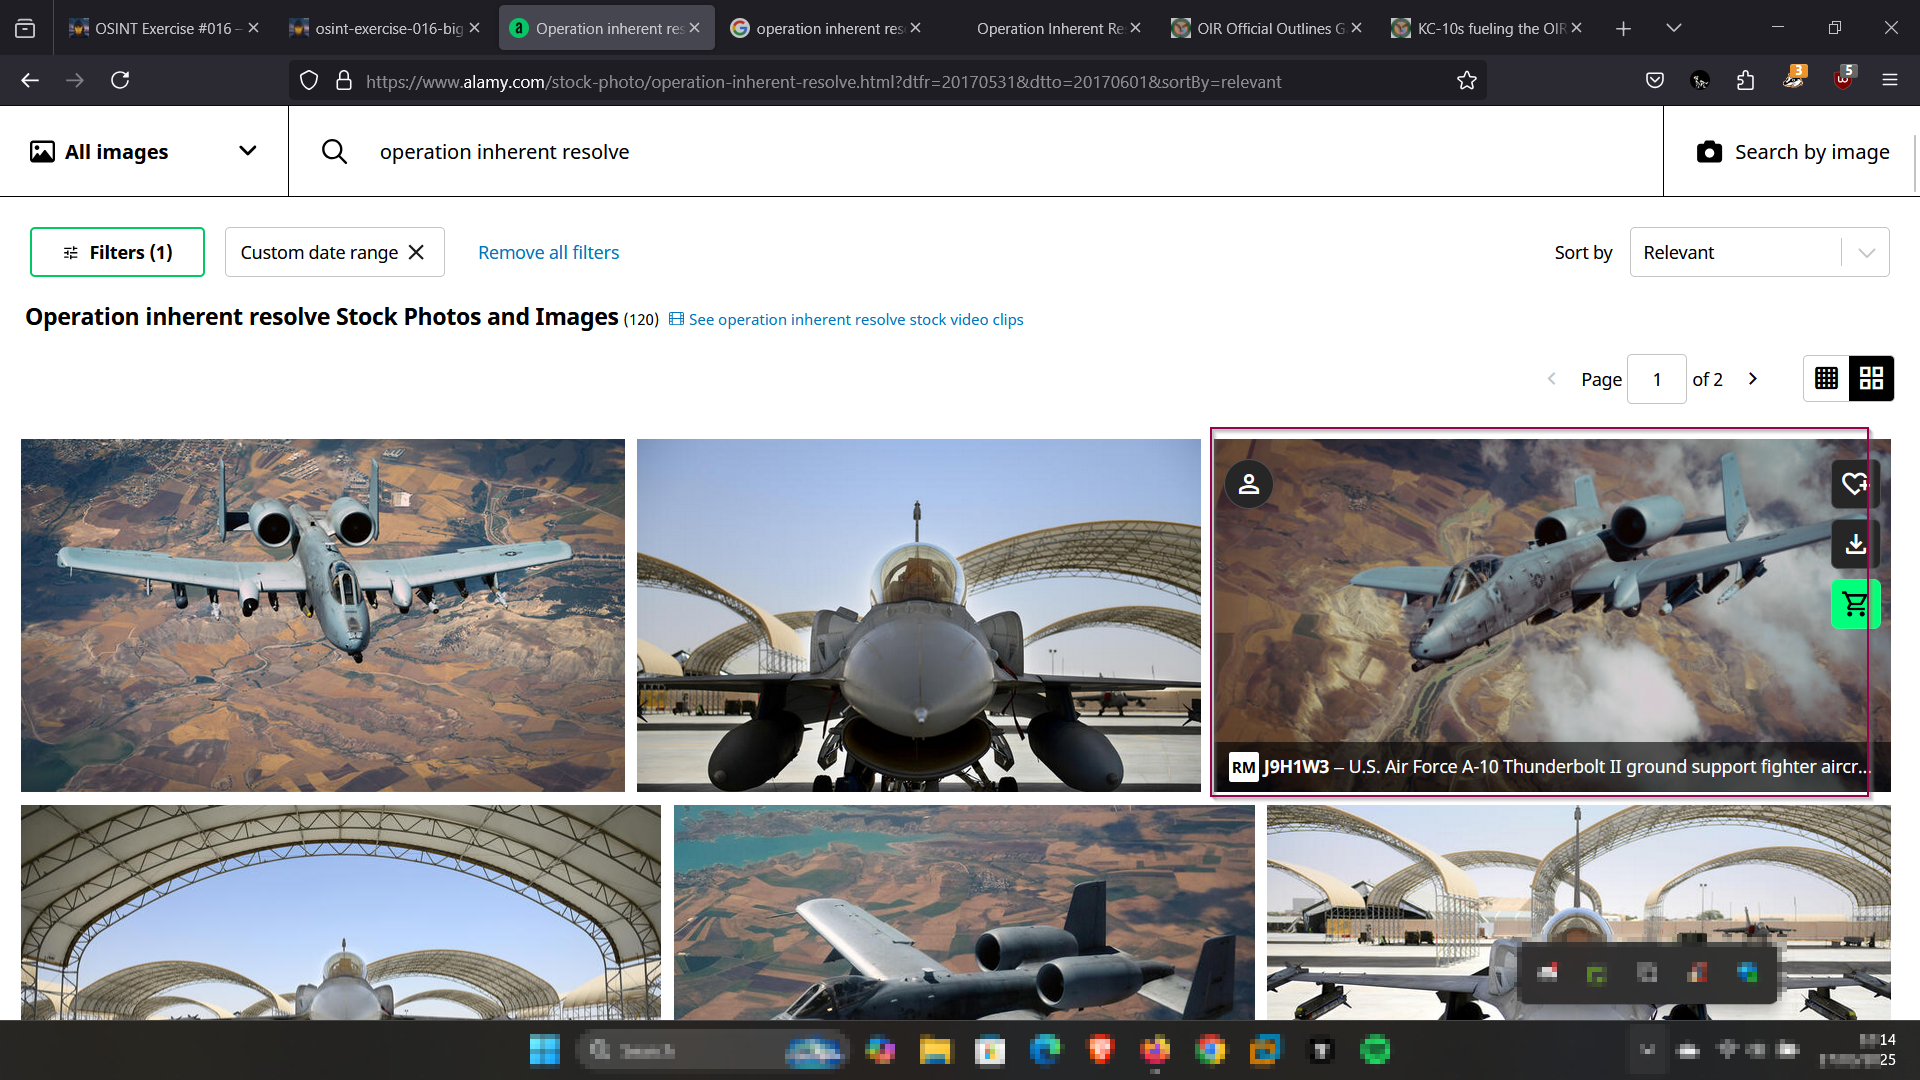 OSINT Exercise #016 –
osint-exercise-016-big
Operation inherent res
operation inherent res
Operation Inherent Re
OIR Official Outlines G
KC-10s fueling the OIR
https://www.alamy.com/stock-photo/operation-inherent-resolve.html?dtfr=20170531&dtto=20170601&sortBy=relevant
3
5
All images
operation inherent resolve
Search by image
Filters (1)
Custom date range
Remove all filters
Sort by
Relevant
Operation inherent resolve Stock Photos and Images (120)
See operation inherent resolve stock video clips
Page 1 of 2
RM J9H1W3 – U.S. Air Force A-10 Thunderbolt II ground support fighter aircr...
Search
14
25